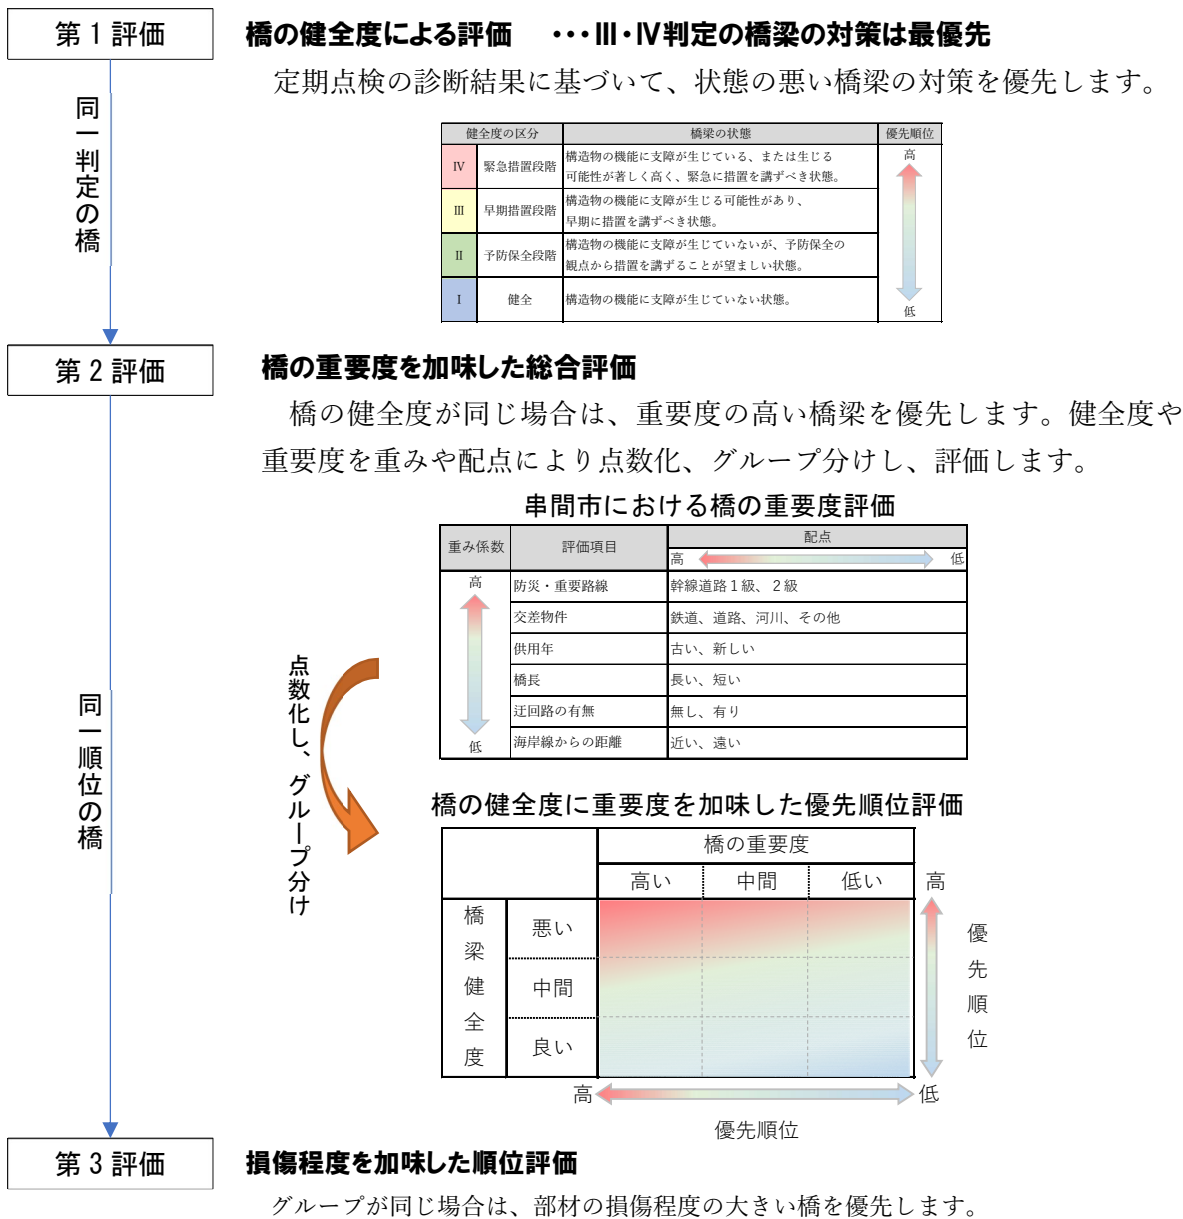 第１評価
橋の健全度による評価　・・・Ⅲ・Ⅳ判定の橋梁の対策は最優先
定期点検の診断結果に基づいて、状態の悪い橋梁の対策を優先します。
同一判定の橋
健全度の区分 橋梁の状態 優先順位
Ⅳ 緊急措置段階 構造物の機能に支障が生じている、または生じる
可能性が著しく高く、緊急に措置を講ずべき状態。
高
Ⅲ 早期措置段階 構造物の機能に支障が生じる可能性があり、
早期に措置を講ずべき状態。
Ⅱ 予防保全段階 構造物の機能に支障が生じていないが、予防保全の
観点から措置を講ずることが望ましい状態。
Ⅰ 健全 構造物の機能に支障が生じていない状態。
低
第２評価
橋の重要度を加味した総合評価
橋の健全度が同じ場合は、重要度の高い橋梁を優先します。健全度や
重要度を重みや配点により点数化、グループ分けし、評価します。
串間市における橋の重要度評価
重み係数 評価項目 配点
高 低
高 防災・重要路線 幹線道路１級、２級
交差物件 鉄道、道路、河川、その他
供用年 古い、新しい
橋長 長い、短い
迂回路の有無 無し、有り
低 海岸線からの距離 近い、遠い
点数化し、グループ分け
同一順位の橋
橋の健全度に重要度を加味した優先順位評価
橋の重要度
高い 中間 低い 高
橋梁健全度
悪い
中間
良い
優先順位
高 低
優先順位
第３評価
損傷程度を加味した順位評価
グループが同じ場合は、部材の損傷程度の大きい橋を優先します。